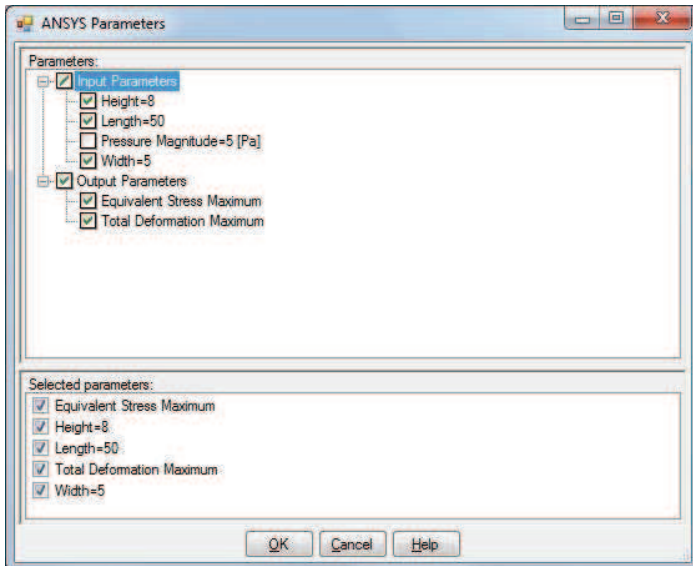 ANSYS Parameters
Parameters:
Input Parameters
Height=8
Length=50
Pressure Magnitude=5 [Pa]
Width=5
Output Parameters
Equivalent Stress Maximum
Total Deformation Maximum
Selected parameters:
Equivalent Stress Maximum
Height=8
Length=50
Total Deformation Maximum
Width=5
OK Cancel Help